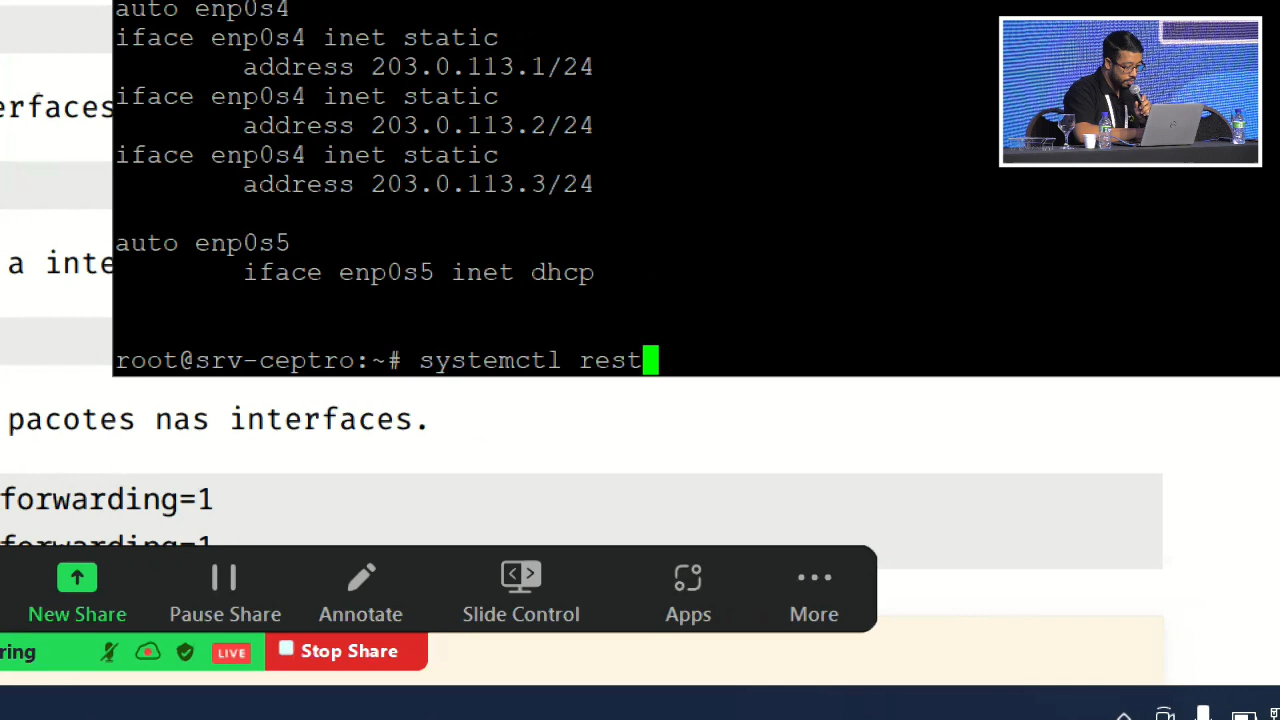 auto enp0s4
iface enp0s4 inet static
address 203.0.113.1/24
erfaces
iface enp0s4 inet static
address 203.0.113.2/24
iface enp0s4 inet static
address 203.0.113.3/24
auto enp0s5
a inte
iface enp0s5 inet dhcp
root@srv-ceptro:~# systemctl rest
pacotes nas interfaces.
forwarding=1
forwarding=1
New Share
Pause Share
Annotate
Slide Control
Apps
More
ring
LIVE
Stop Share